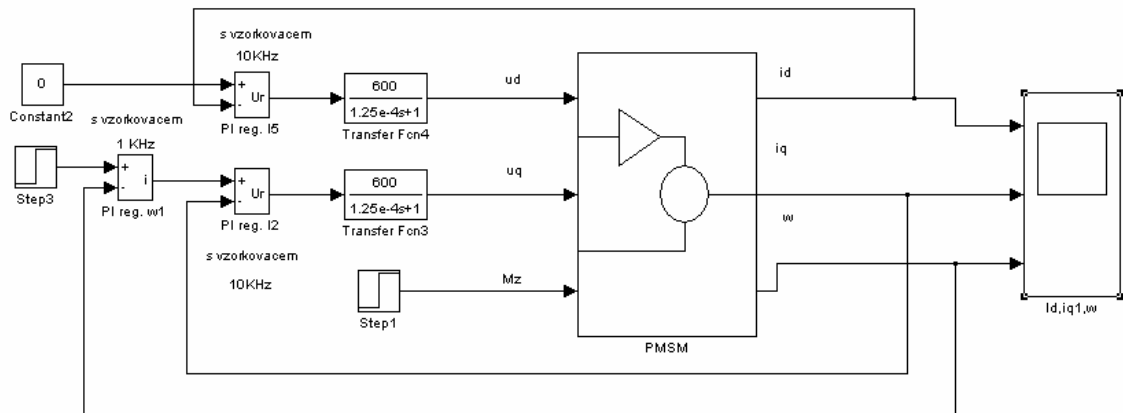 s vzorkovacem
10KHz
0
Constant2
+
-
Ur
PI reg. I5
600
1.25e-4s+1
Transfer Fcn4
ud
id
s vzorkovacem
1 KHz
Step3
+
-
i
PI reg. w1
+
-
Ur
PI reg. I2
600
1.25e-4s+1
Transfer Fcn3
uq
iq
w
s vzorkovacem
10KHz
Step1
Mz
PMSM
Id,iq1,w